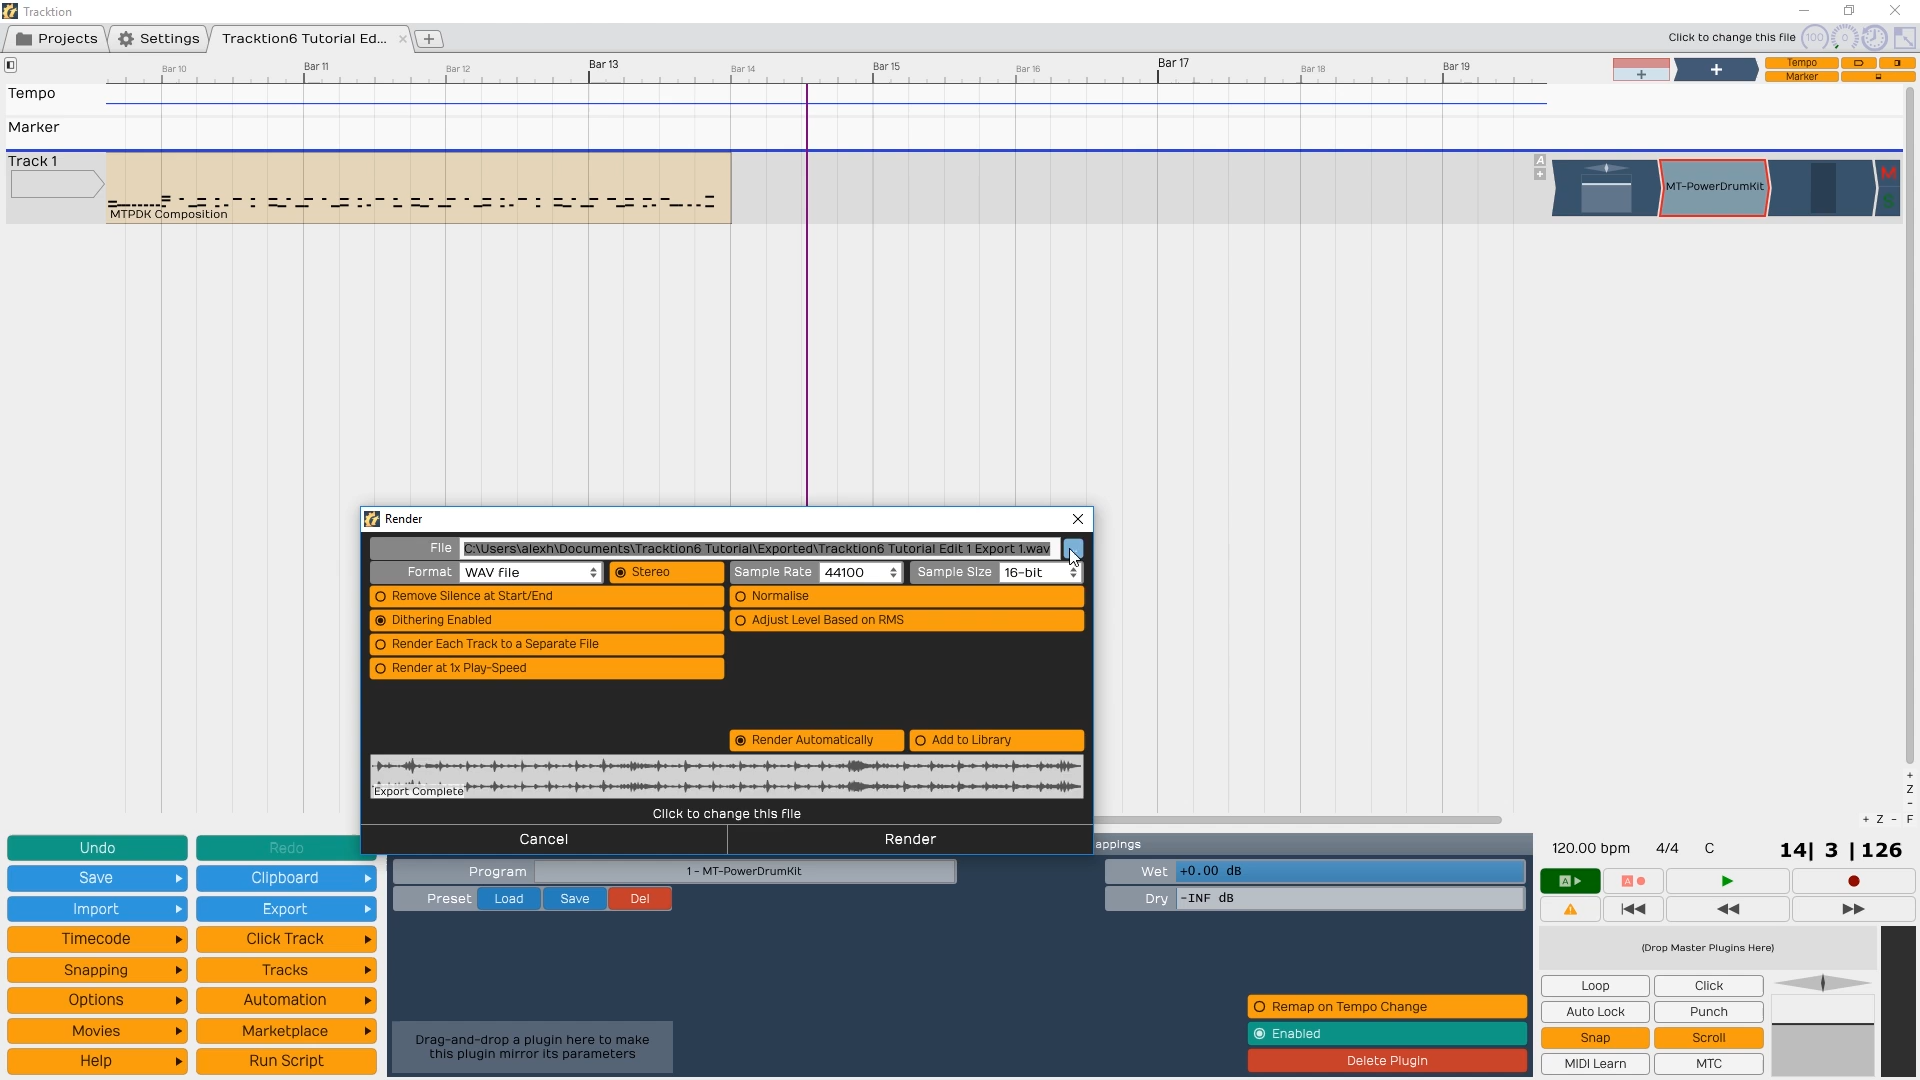 Tracktion
Projects
Settings
Tracktion6 Tutorial Ed...
Click to change this file
100
0
Bar 10
Bar 11
Bar 12
Bar 13
Bar 14
Bar 15
Bar 16
Bar 17
Bar 18
Bar 19
Tempo
Marker
Tempo
Marker
Track 1
MTPDK Composition
A
MT-PowerDrumKit
M
S
Render
File
C:\Users\alexh\Documents\Tracktion6 Tutorial\Exported\Tracktion6 Tutorial Edit 1 Export 1.wav
Format
WAV file
Stereo
Sample Rate
44100
Sample Size
16-bit
Remove Silence at Start/End
Normalise
Dithering Enabled
Adjust Level Based on RMS
Render Each Track to a Separate File
Render at 1x Play-Speed
Render Automatically
Add to Library
Export Complete
Click to change this file
Cancel
Render
+
Z
-
+ Z - F
Undo
Redo
Save
Clipboard
Import
Export
Timecode
Click Track
Snapping
Tracks
Options
Automation
Movies
Marketplace
Help
Run Script
appings
Program
1 - MT-PowerDrumKit
Preset
Load
Save
Del
Wet
+0.00 dB
Dry
-INF dB
Drag-and-drop a plugin here to make
this plugin mirror its parameters
Remap on Tempo Change
Enabled
Delete Plugin
120.00 bpm
4/4
C
14| 3 |126
A
A
(Drop Master Plugins Here)
Loop
Click
Auto Lock
Punch
Snap
Scroll
MIDI Learn
MTC